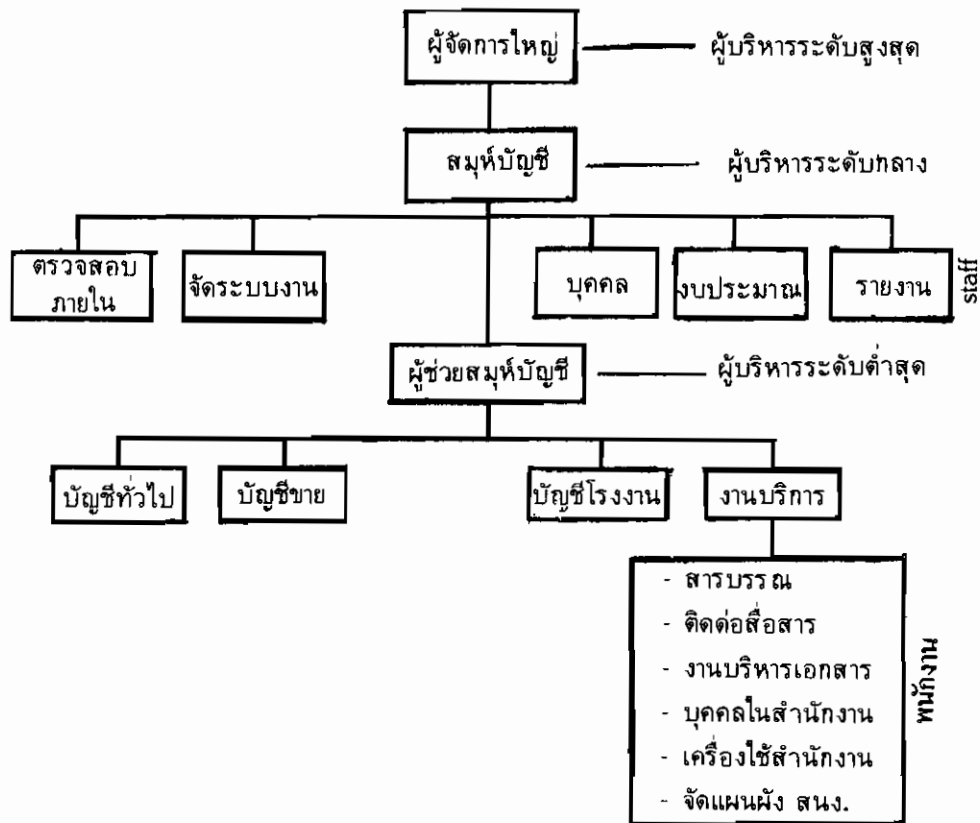 ผู้จัดการใหญ่
ผู้บริหารระดับสูงสุด
สมุห์บัญชี
ผู้บริหารระดับกลาง
ตรวจสอบ
ภายใน
จัดระบบงาน
บุคคล
งบประมาณ
รายงาน
staff
ผู้ช่วยสมุห์บัญชี
ผู้บริหารระดับต่ำสุด
บัญชีทั่วไป
บัญชีขาย
บัญชีโรงงาน
งานบริการ
- สารบรรณ
- ติดต่อสื่อสาร
- งานบริหารเอกสาร
- บุคคลในสำนักงาน
- เครื่องใช้สำนักงาน
- จัดแผนผัง สนง.
พนักงาน